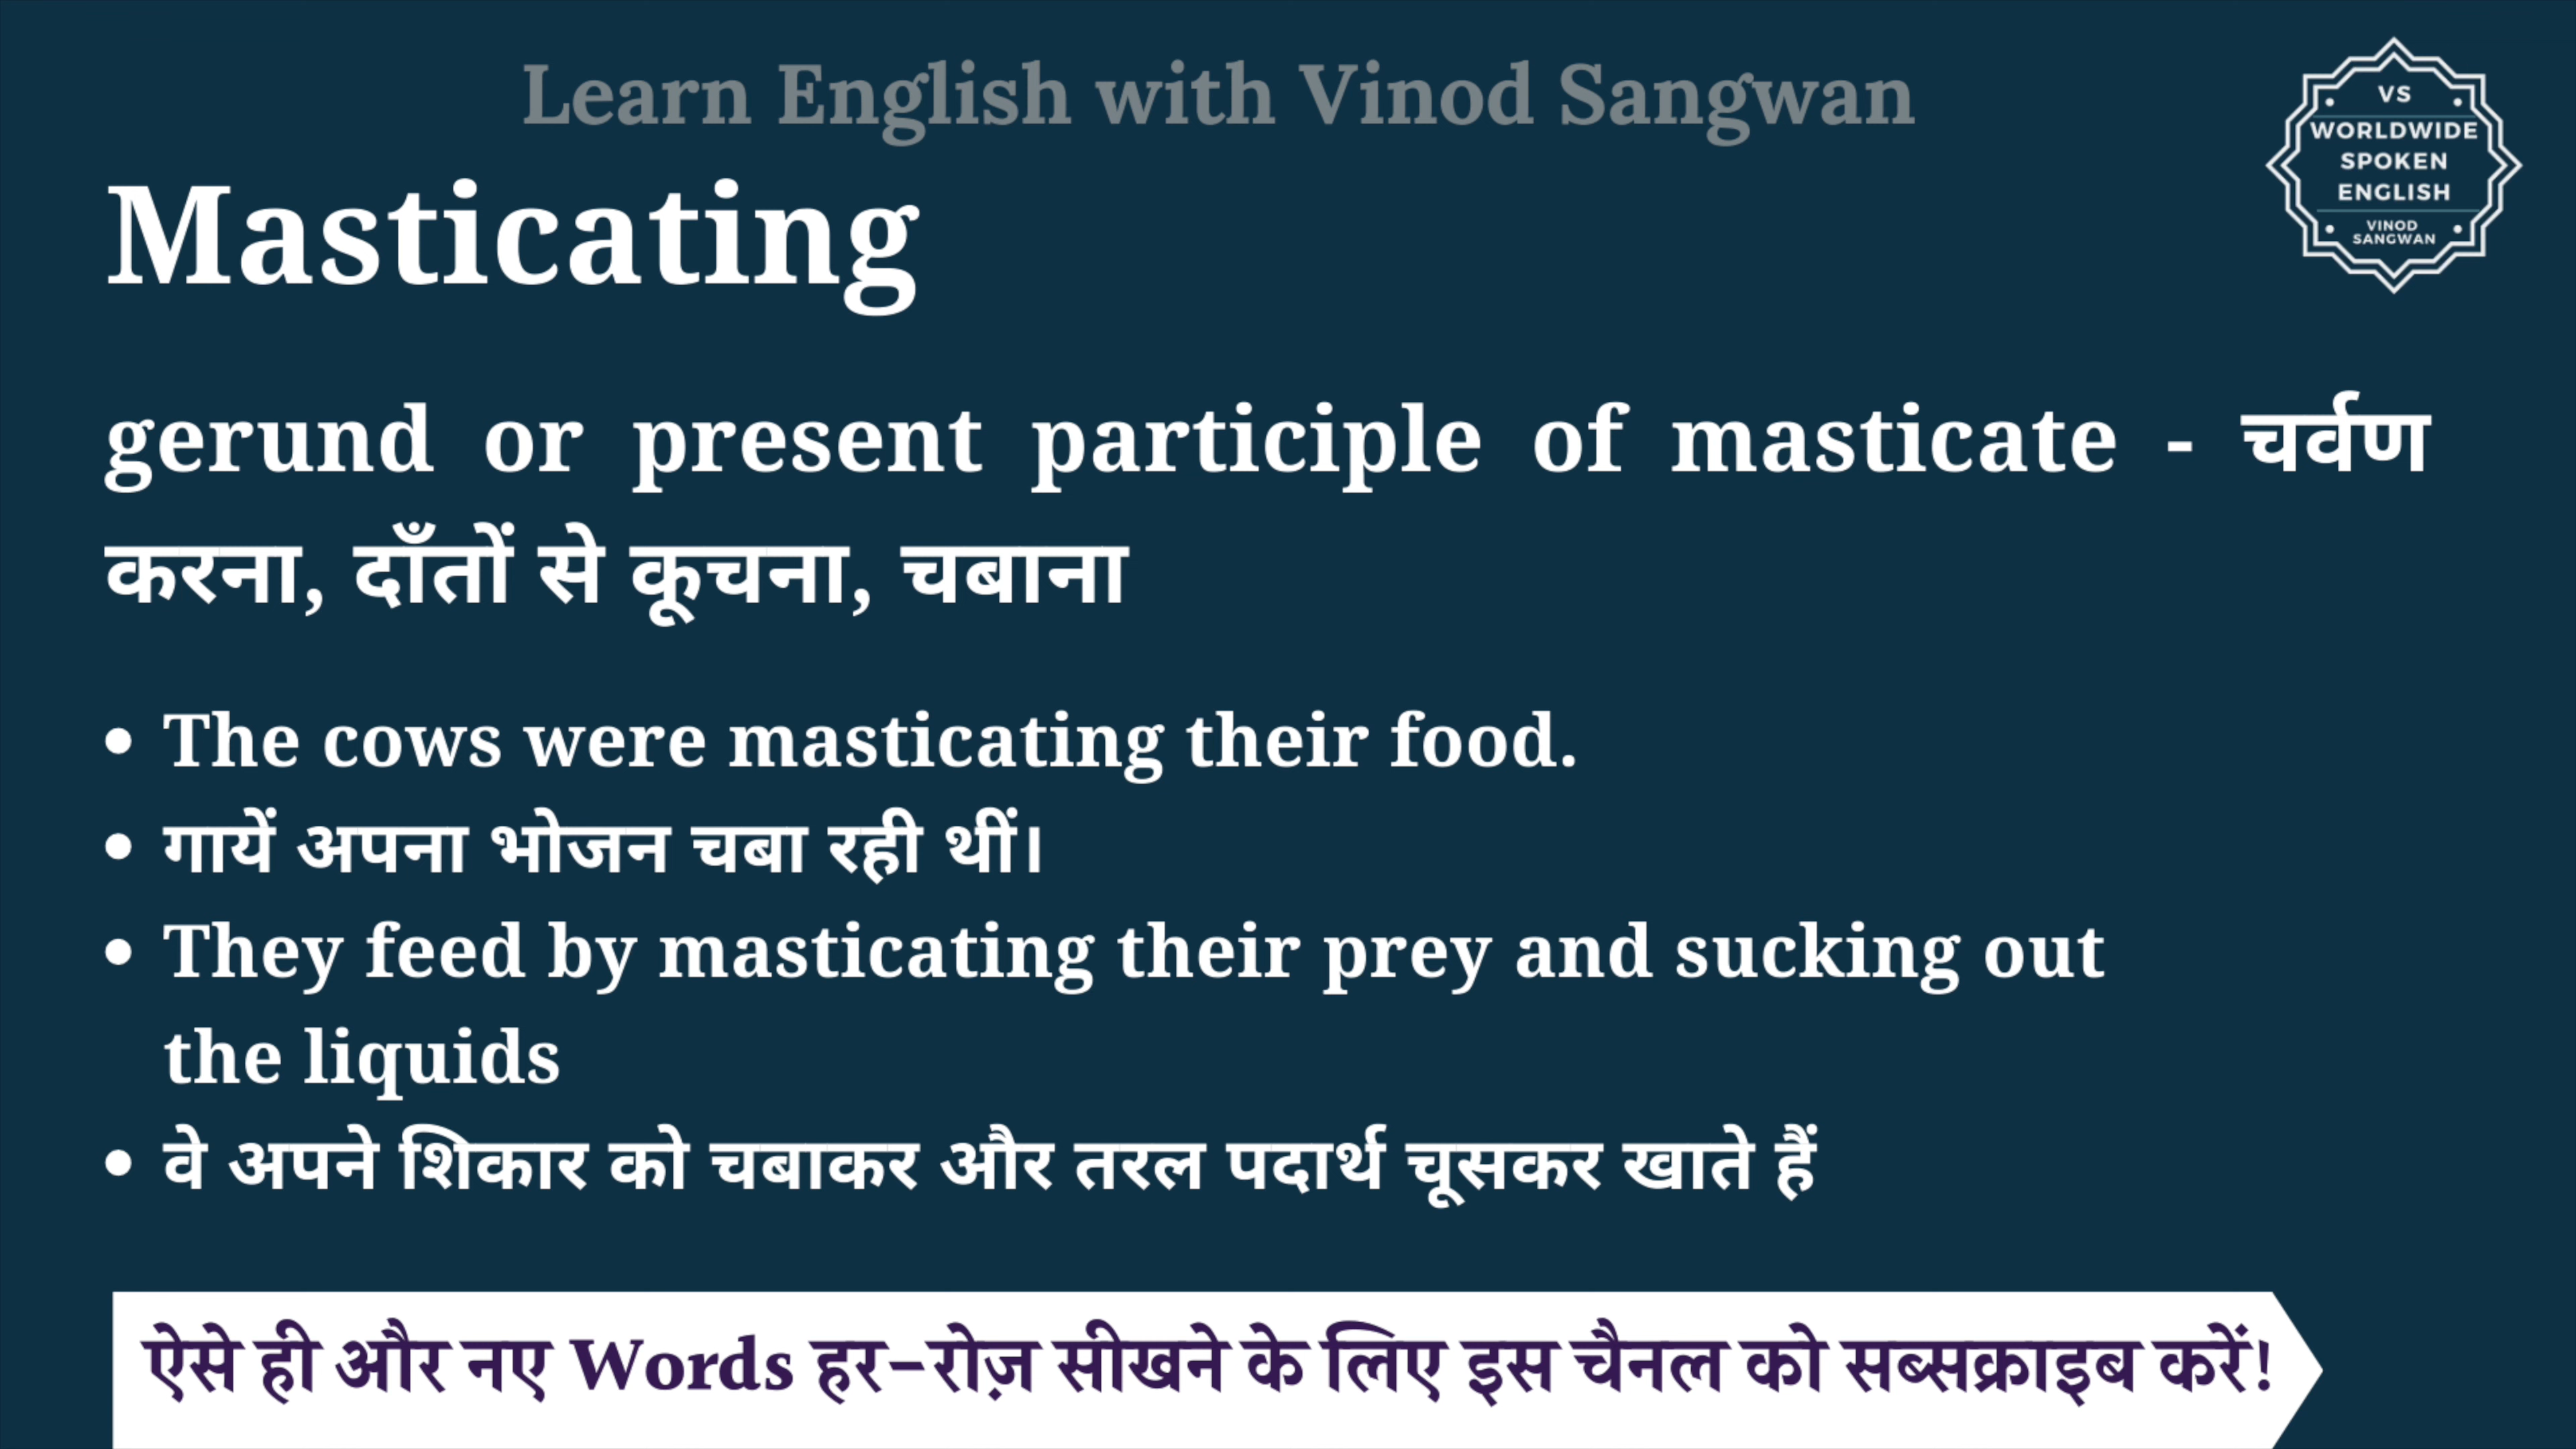 Learn English with Vinod Sangwan
VS
WORLDWIDE
SPOKEN
ENGLISH
VINOD
SANGWAN
Masticating
gerund or present participle of masticate - चर्वण
करना, दाँतों से कूचना, चबाना
• The cows were masticating their food.
• गायें अपना भोजन चबा रही थीं।
• They feed by masticating their prey and sucking out
the liquids
• वे अपने शिकार को चबाकर और तरल पदार्थ चूसकर खाते हैं
ऐसे ही और नए Words हर-रोज़ सीखने के लिए इस चैनल को सब्सक्राइब करें!